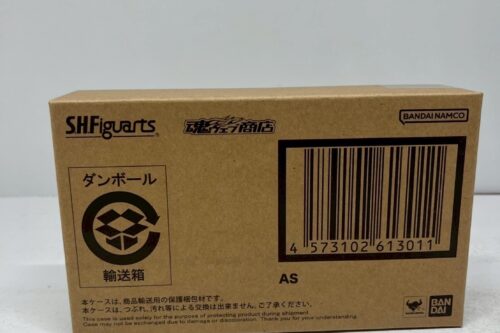 S.H.Figuarts
魂ウェブ商店
BANDAI NAMCO
ダンボール
輸送箱
4 573102 613011
AS
本ケースは、商品輸送用の保護梱包材です。
本ケースは、つぶれ、汚れ等による交換は出来ません。ご了承ください。
This case is used solely for the purpose of protecting product during shipment.
Case may not be exchanged due to damages or discoloration. Thank you for your understanding.
BAN
DAI